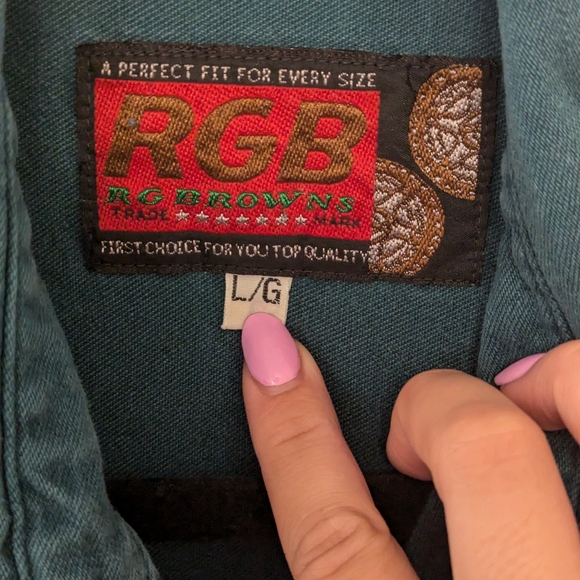 A PERFECT FIT FOR EVERY SIZE
RGB
RG BROWNS
TRADE ★★★★★★★ MARK
FIRST CHOICE FOR YOU TOP QUALITY
L/G